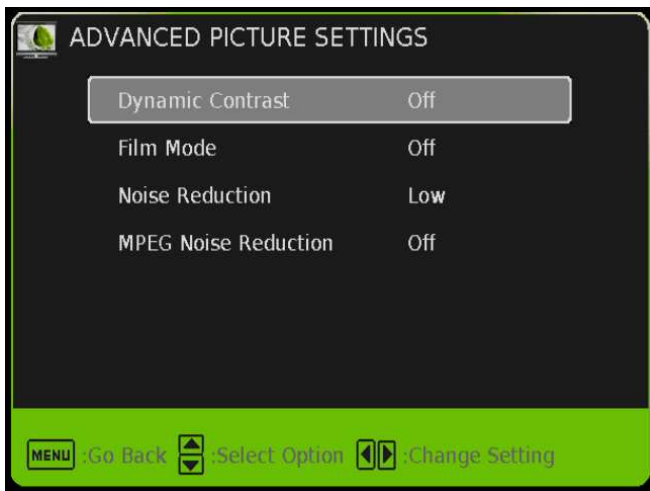 ADVANCED PICTURE SETTINGS
Dynamic Contrast Off
Film Mode Off
Noise Reduction Low
MPEG Noise Reduction Off
MENU :Go Back :Select Option :Change Setting